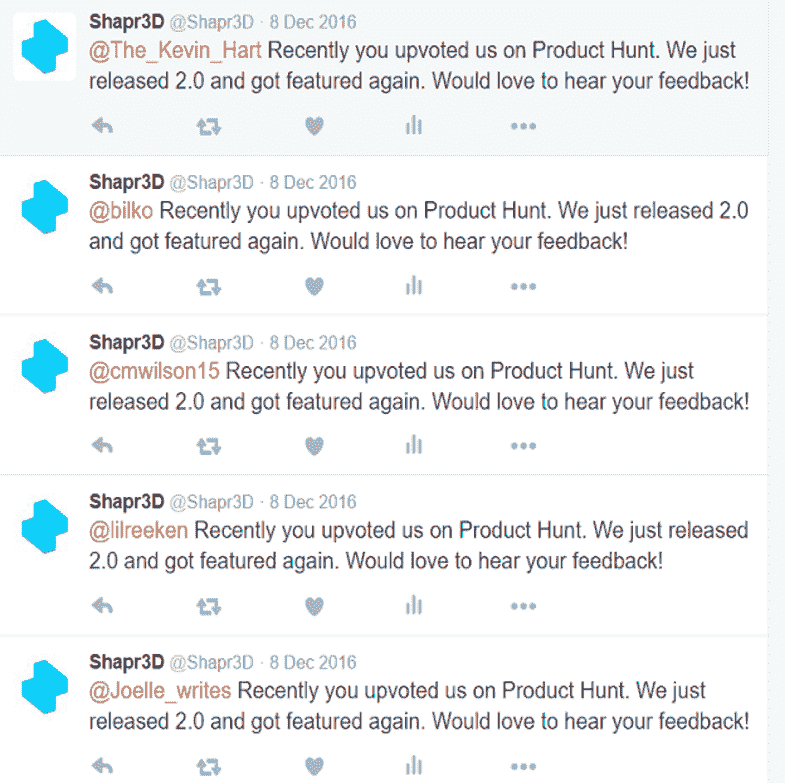 Shapr3D @Shapr3D · 8 Dec 2016
@The_Kevin_Hart Recently you upvoted us on Product Hunt. We just
released 2.0 and got featured again. Would love to hear your feedback!
Shapr3D @Shapr3D · 8 Dec 2016
@bilko Recently you upvoted us on Product Hunt. We just released 2.0
and got featured again. Would love to hear your feedback!
Shapr3D @Shapr3D · 8 Dec 2016
@cmwilson15 Recently you upvoted us on Product Hunt. We just
released 2.0 and got featured again. Would love to hear your feedback!
Shapr3D @Shapr3D · 8 Dec 2016
@lilreeken Recently you upvoted us on Product Hunt. We just released
2.0 and got featured again. Would love to hear your feedback!
Shapr3D @Shapr3D · 8 Dec 2016
@Joelle_writes Recently you upvoted us on Product Hunt. We just
released 2.0 and got featured again. Would love to hear your feedback!